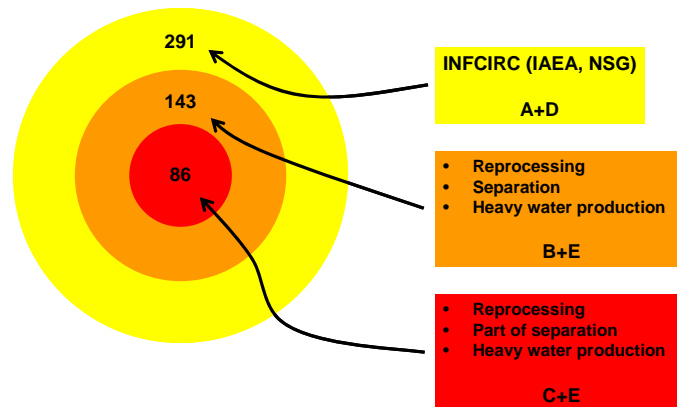 291
143
86
INFCIRC (IAEA, NSG)
A+D
• Reprocessing
• Separation
• Heavy water production
B+E
• Reprocessing
• Part of separation
• Heavy water production
C+E